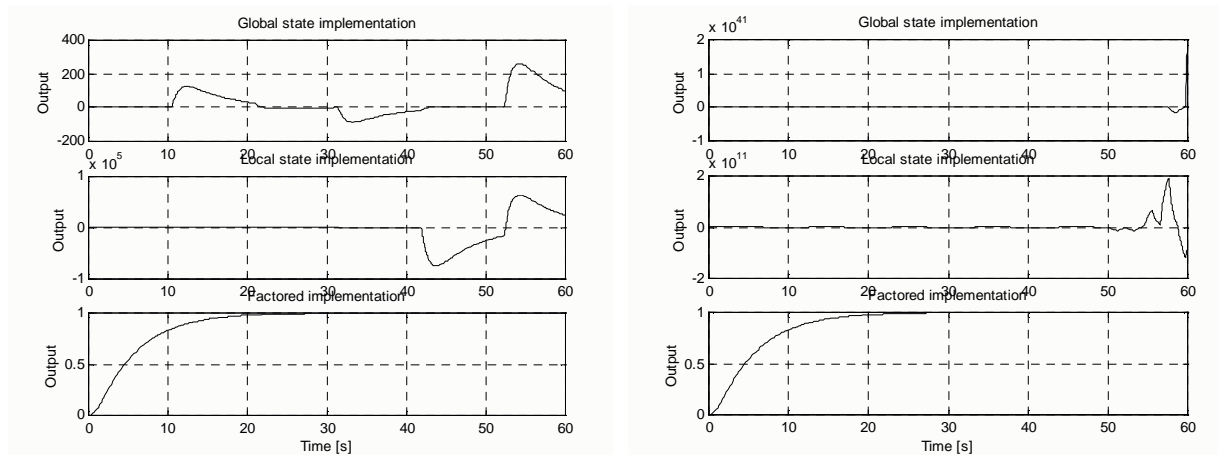 Global state implementation
400
200
0
-200
Output
0 10 20 30 40 50 60
x 10^5
Local state implementation
1
0
-1
Output
0 10 20 30 40 50 60
Factored implementation
1
0.5
0
Output
0 10 20 30 40 50 60
Time [s]
x 10^41
Global state implementation
2
1
0
-1
Output
0 10 20 30 40 50 60
x 10^11
Local state implementation
2
0
-2
Output
0 10 20 30 40 50 60
Factored implementation
1
0.5
0
Output
0 10 20 30 40 50 60
Time [s]